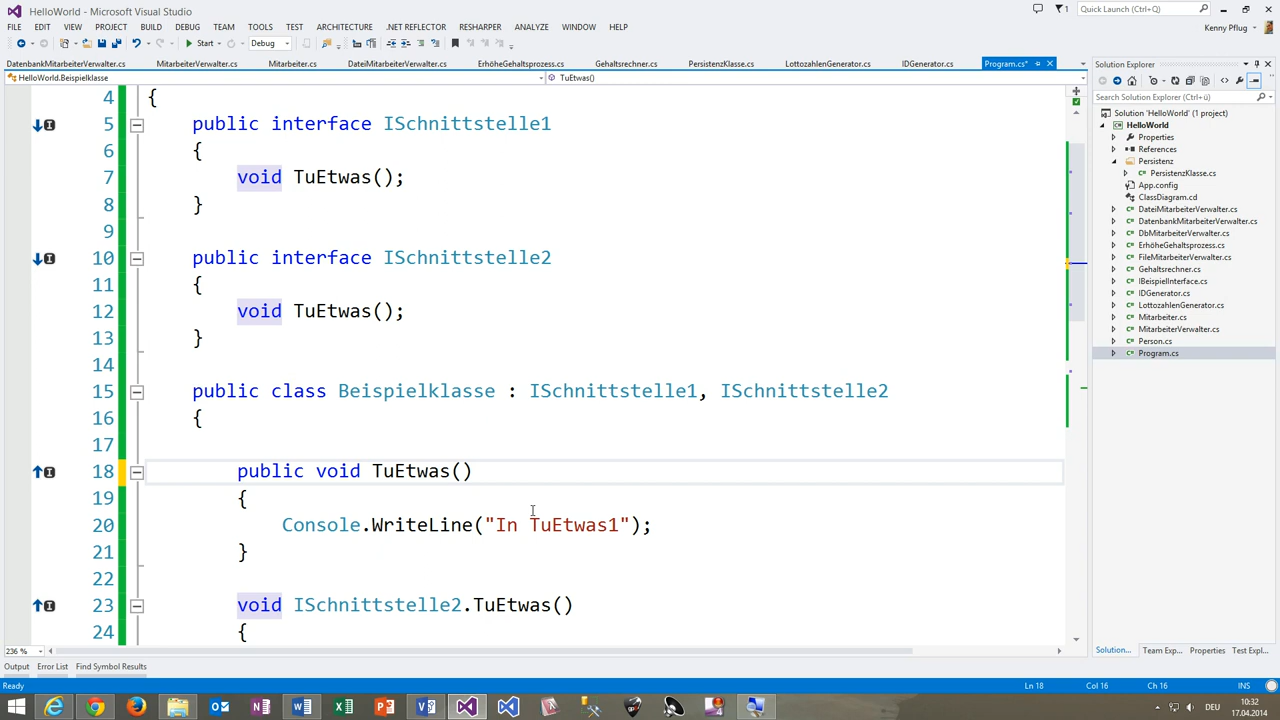 HelloWorld - Microsoft Visual Studio
1
Quick Launch (Ctrl+Q)
FILE EDIT VIEW PROJECT BUILD DEBUG TEAM TOOLS TEST ARCHITECTURE .NET REFLECTOR RESHARPER ANALYZE WINDOW HELP
Kenny Pflug
Start Debug
DatenbankMitarbeiterVerwalter.cs MitarbeiterVerwalter.cs Mitarbeiter.cs DateiMitarbeiterVerwalter.cs ErhöheGehaltsprozess.cs Gehaltsrechner.cs PersistenzKlasse.cs LottozahlenGenerator.cs IDGenerator.cs Program.cs*
HelloWorld.Beispielklasse TuEtwas()
4 {
5 public interface ISchnittstelle1
6 {
7 void TuEtwas();
8 }
9
10 public interface ISchnittstelle2
11 {
12 void TuEtwas();
13 }
14
15 public class Beispielklasse : ISchnittstelle1, ISchnittstelle2
16 {
17
18 public void TuEtwas()
19 {
20 Console.WriteLine("In TuEtwas1");
21 }
22
23 void ISchnittstelle2.TuEtwas()
24 {
236 %
Solution Explorer
Search Solution Explorer (Ctrl+ü)
Solution 'HelloWorld' (1 project)
HelloWorld
Properties
References
Persistenz
PersistenzKlasse.cs
App.config
ClassDiagram.cd
DateiMitarbeiterVerwalter.cs
DatenbankMitarbeiterVerwalter.cs
DbMitarbeiterVerwalter.cs
ErhöheGehaltsprozess.cs
FileMitarbeiterVerwalter.cs
Gehaltsrechner.cs
IBeispielInterface.cs
IDGenerator.cs
LottozahlenGenerator.cs
Mitarbeiter.cs
MitarbeiterVerwalter.cs
Person.cs
Program.cs
Solution... Team Exp... Properties Test Expl...
Output Error List Find Symbol Results
Ready Ln 18 Col 16 Ch 16 INS
DEU
10:32
17.04.2014